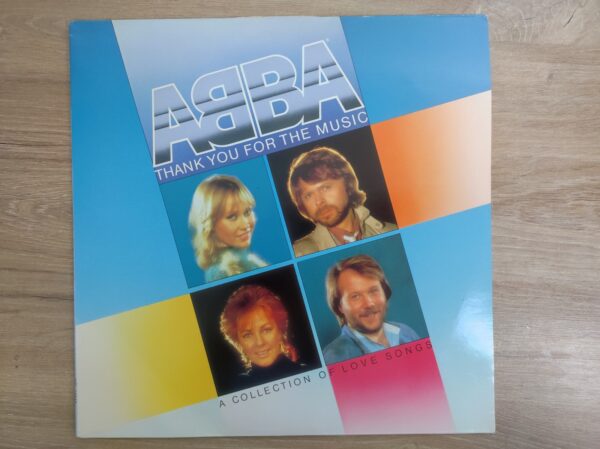 ABBA
THANK YOU FOR THE MUSIC
A COLLECTION OF LOVE SONGS